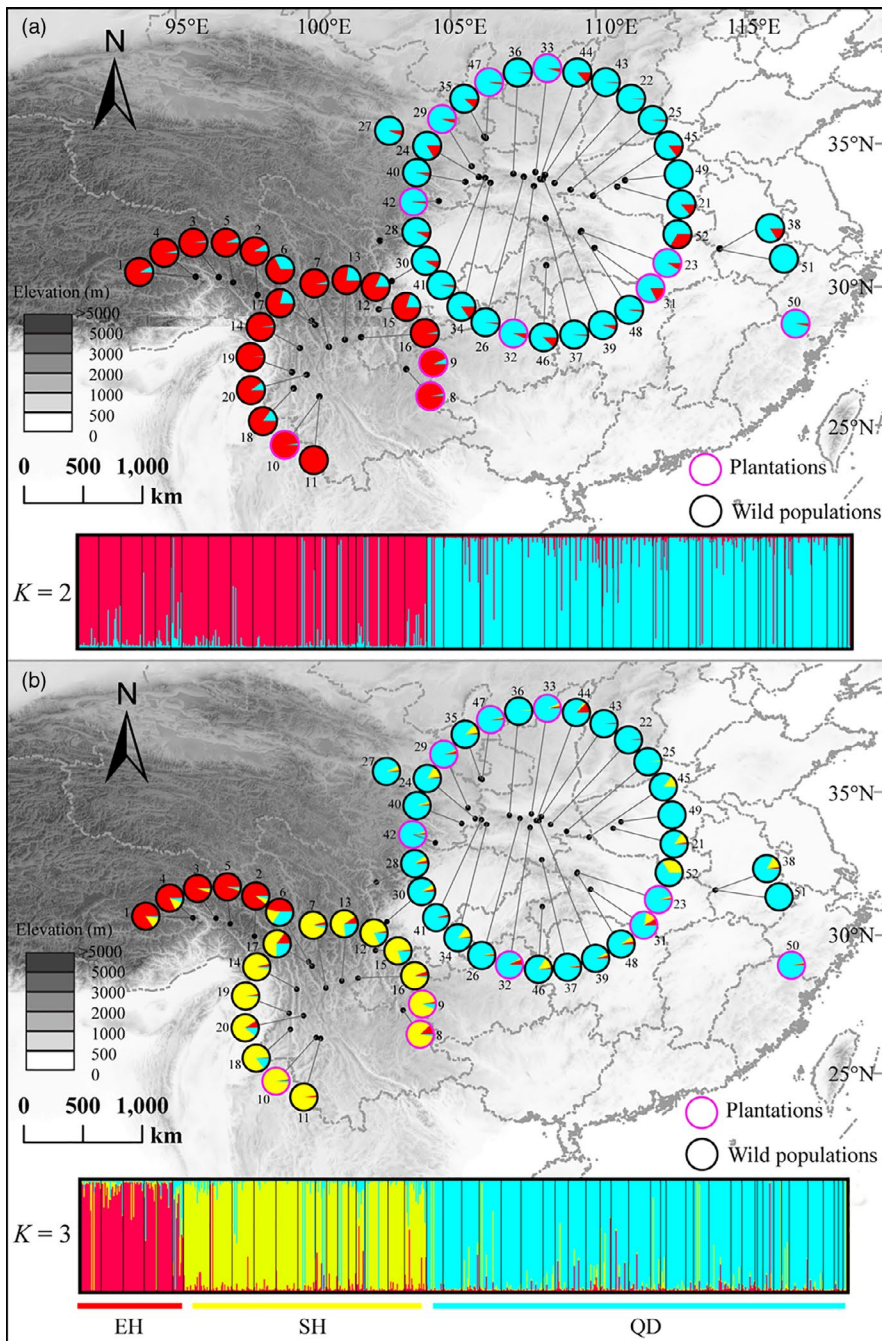 (a)
95°E 100°E 105°E 110°E 115°E
N
36 33 44
47 43
35 22
29 25
27 24 45
40 49
42 21
3 5 2
4 6 7 13
1
28 52 38
30 23 51
12
17 41 31
15 34 48 50
14 16 26 32 46 37 39
19 9
20 8
18
10 11
35°N
30°N
25°N
Elevation (m)
>5000
5000
3000
2000
1000
500
0
0 500 1,000
km
Plantations
Wild populations
K = 2
(b)
N
36 33 44
47 43
35 22
29 25
27 24 45
40 49
42 21
3 5 2
4 6 7 13
1
28 52 38
30 23 51
12
17 41 31
15 34 48 50
14 16 26 32 46 37 39
19 9
20 8
18
10 11
35°N
30°N
25°N
Elevation (m)
>5000
5000
3000
2000
1000
500
0
0 500 1,000
km
Plantations
Wild populations
K = 3
EH SH QD